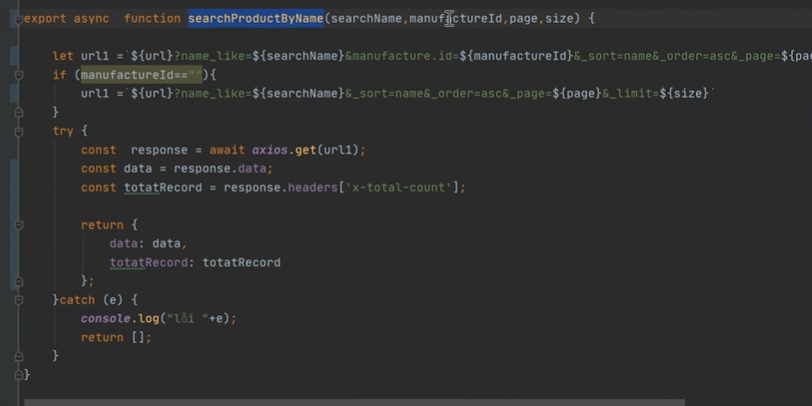 export async  function searchProductByName(searchName,manufactureId,page,size) {
let url1 =`${url}?name_like=${searchName}&manufacture.id=${manufactureId}&_sort=name&_order=asc&_page=${pa
if (manufactureId==""){
url1 =`${url}?name_like=${searchName}&_sort=name&_order=asc&_page=${page}&_limit=${size}`
}
try {
const  response = await axios.get(url1);
const data = response.data;
const totatRecord = response.headers['x-total-count'];
return {
data: data,
totatRecord: totatRecord
};
}catch (e) {
console.log("lỗi "+e);
return [];
}
}